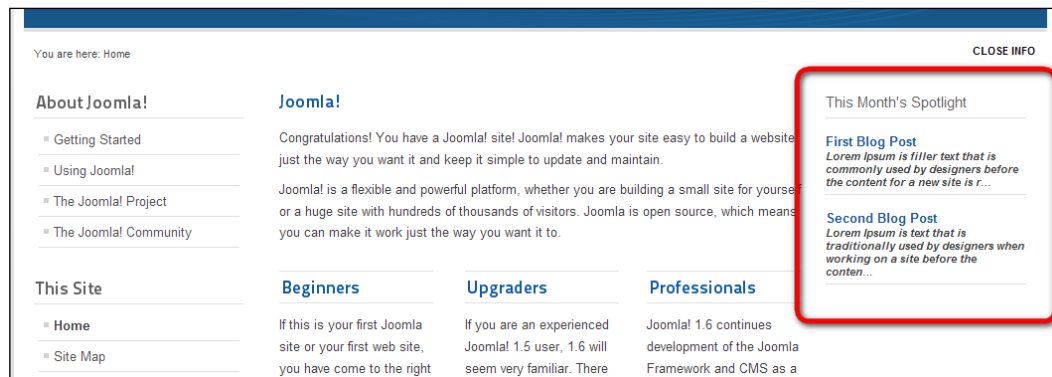 You are here: Home
CLOSE INFO
About Joomla!
Getting Started
Using Joomla!
The Joomla! Project
The Joomla! Community
This Site
Home
Site Map
Joomla!
Congratulations! You have a Joomla! site! Joomla! makes your site easy to build a website
just the way you want it and keep it simple to update and maintain.
Joomla! is a flexible and powerful platform, whether you are building a small site for yourself
or a huge site with hundreds of thousands of visitors. Joomla is open source, which means
you can make it work just the way you want it to.
Beginners
If this is your first Joomla
site or your first web site,
you have come to the right
Upgraders
If you are an experienced
Joomla! 1.5 user, 1.6 will
seem very familiar. There
Professionals
Joomla! 1.6 continues
development of the Joomla
Framework and CMS as a
This Month's Spotlight
First Blog Post
Lorem Ipsum is filler text that is
commonly used by designers before
the content for a new site is r...
Second Blog Post
Lorem Ipsum is text that is
traditionally used by designers when
working on a site before the
conten...